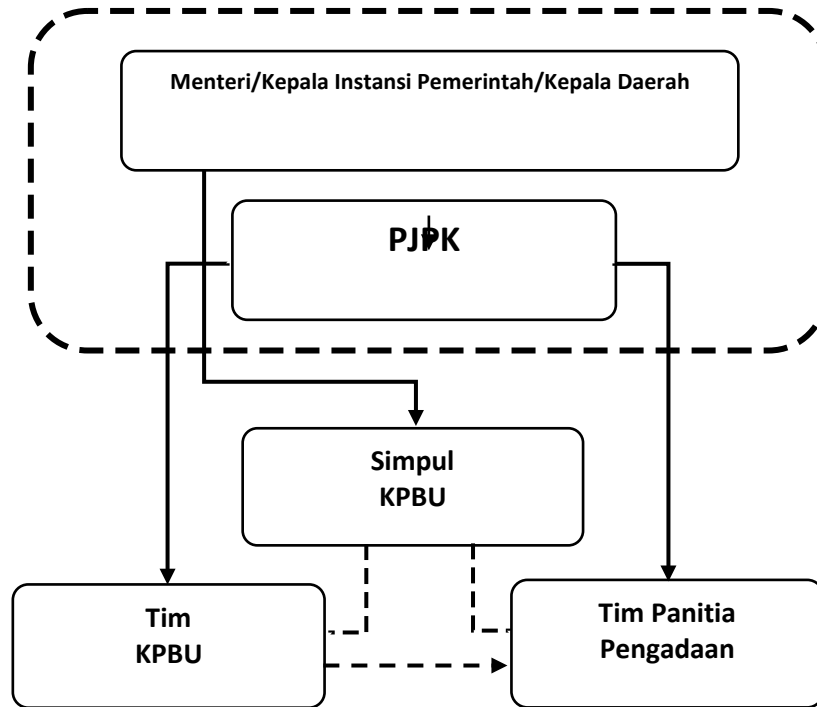 Menteri/Kepala Instansi Pemerintah/Kepala Daerah
PJPK
Simpul
KPBU
Tim
KPBU
Tim Panitia
Pengadaan